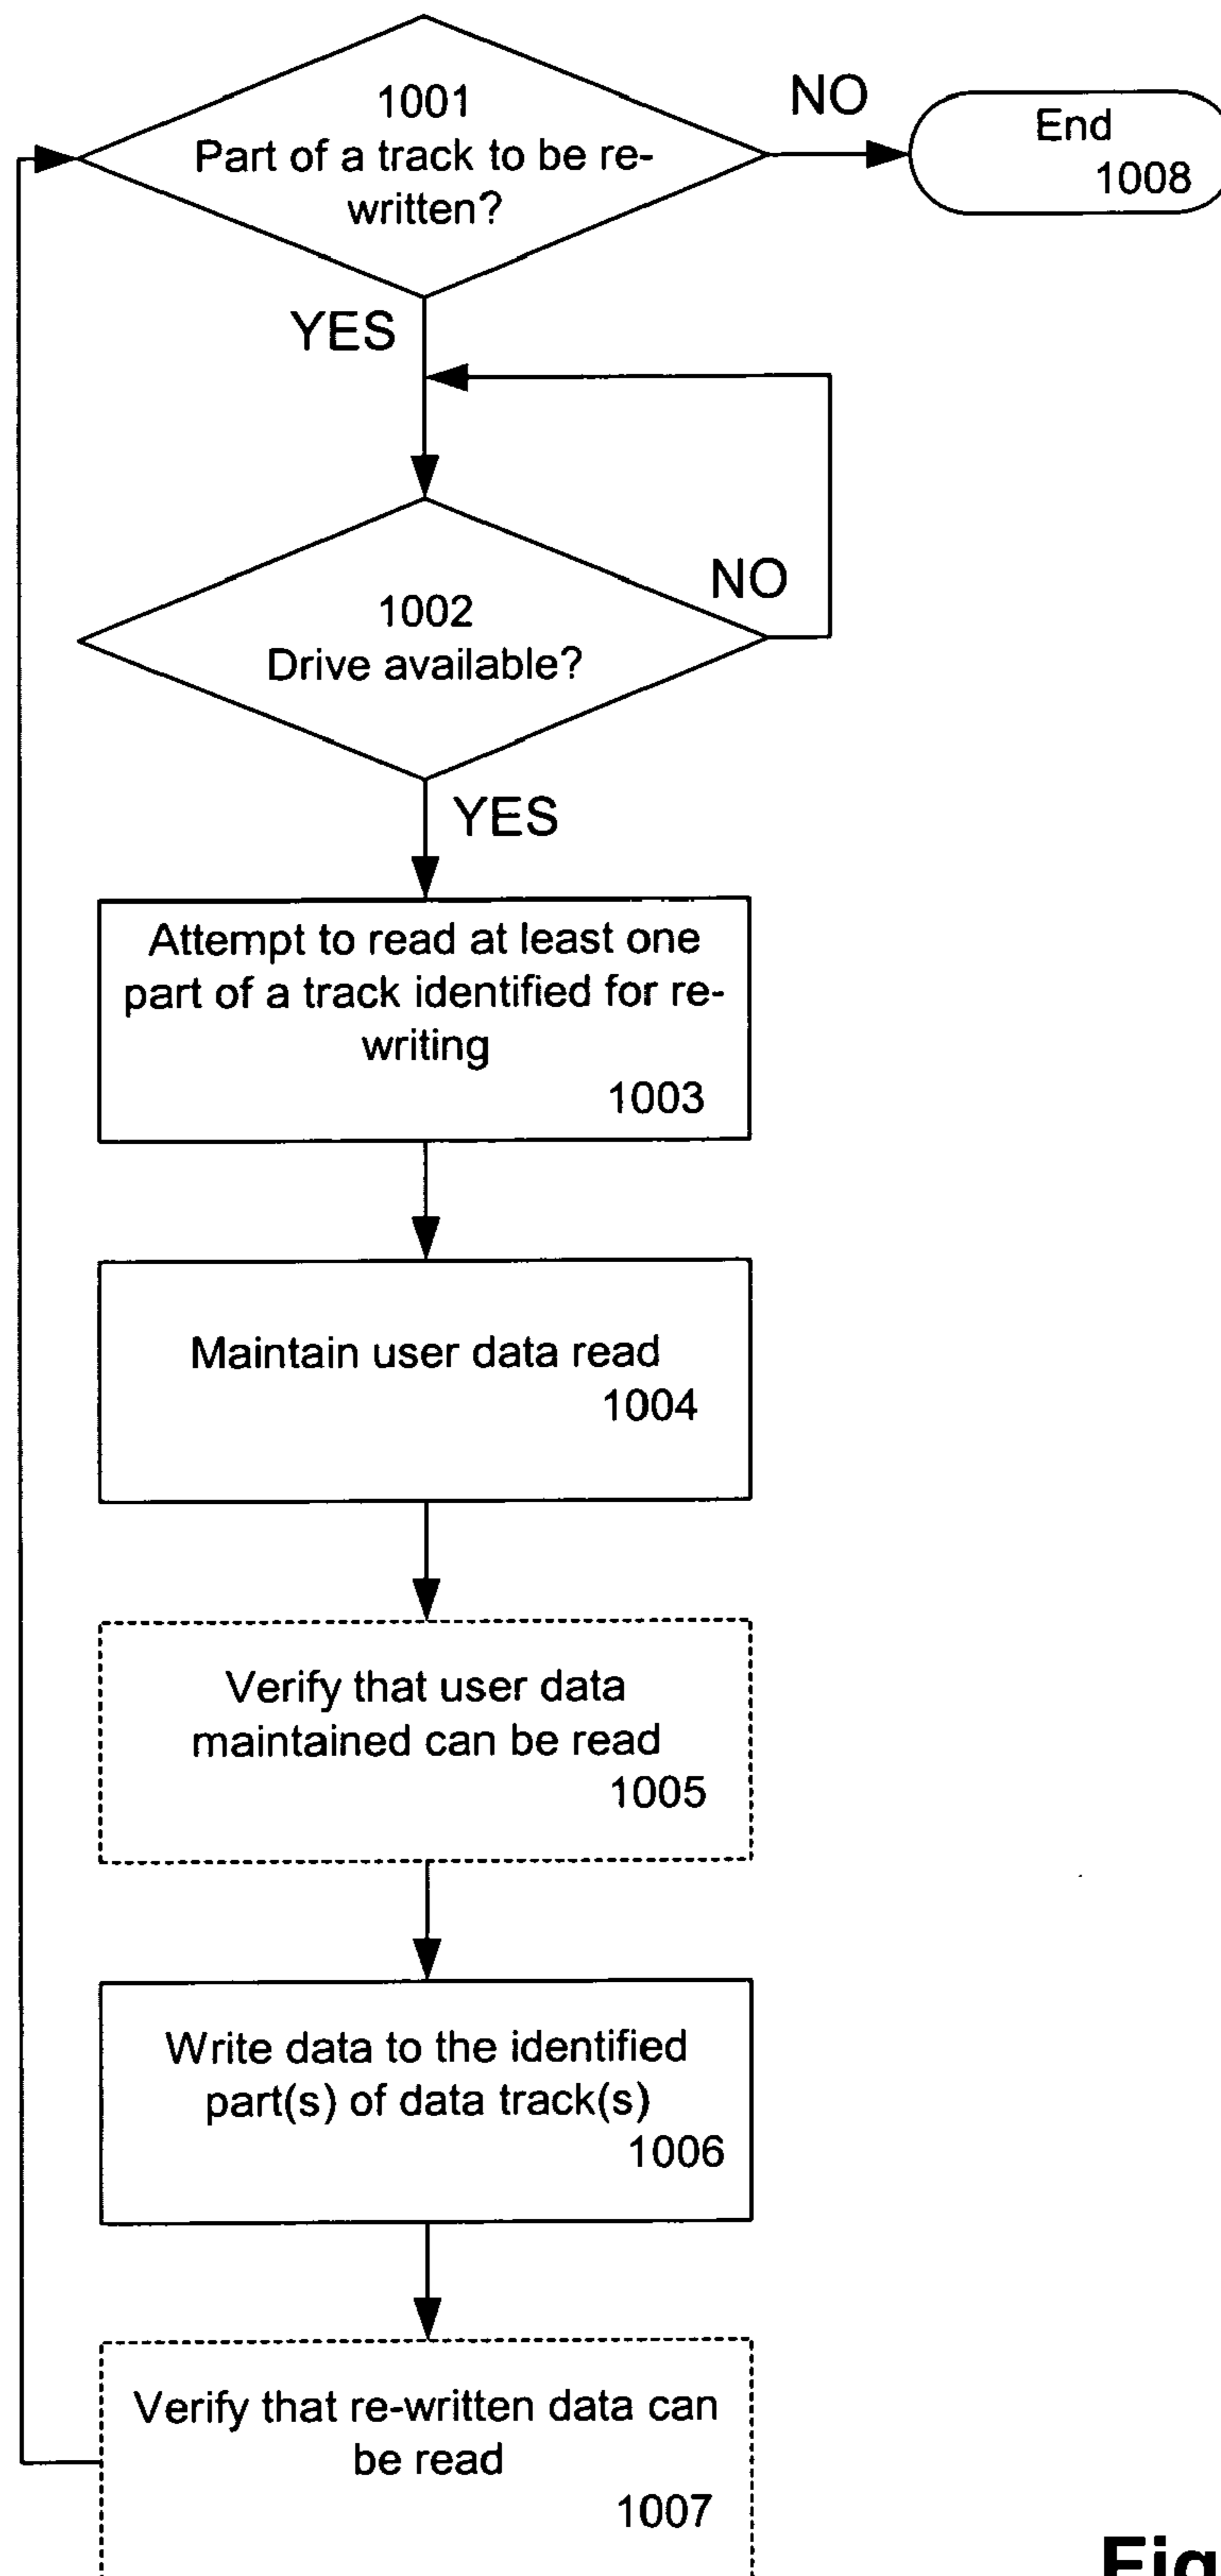 1001
Part of a track to be re-
written?
NO
End
1008
YES
1002
Drive available?
NO
YES
Attempt to read at least one
part of a track identified for re-
writing
1003
Maintain user data read
1004
Verify that user data
maintained can be read
1005
Write data to the identified
part(s) of data track(s)
1006
Verify that re-written data can
be read
1007
Fig